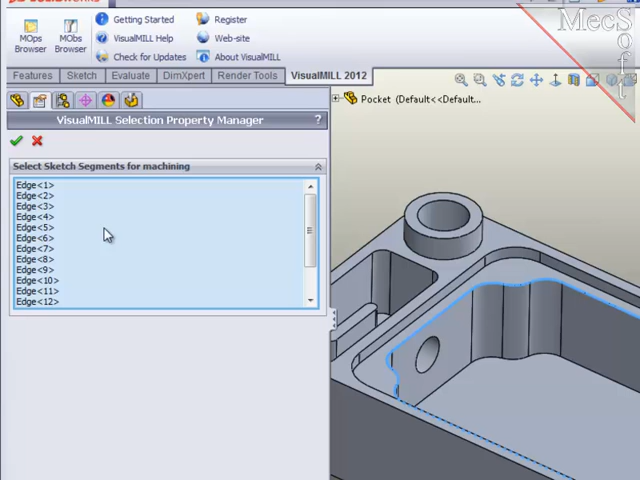 MOps
Browser
MObs
Browser
Getting Started
VisualMILL Help
Check for Updates
Register
Web-site
About VisualMILL
MecSoft
Features
Sketch
Evaluate
DimXpert
Render Tools
VisualMILL 2012
VisualMILL Selection Property Manager
?
Pocket (Default<<Default...
Select Sketch Segments for machining
Edge<1>
Edge<2>
Edge<3>
Edge<4>
Edge<5>
Edge<6>
Edge<7>
Edge<8>
Edge<9>
Edge<10>
Edge<11>
Edge<12>